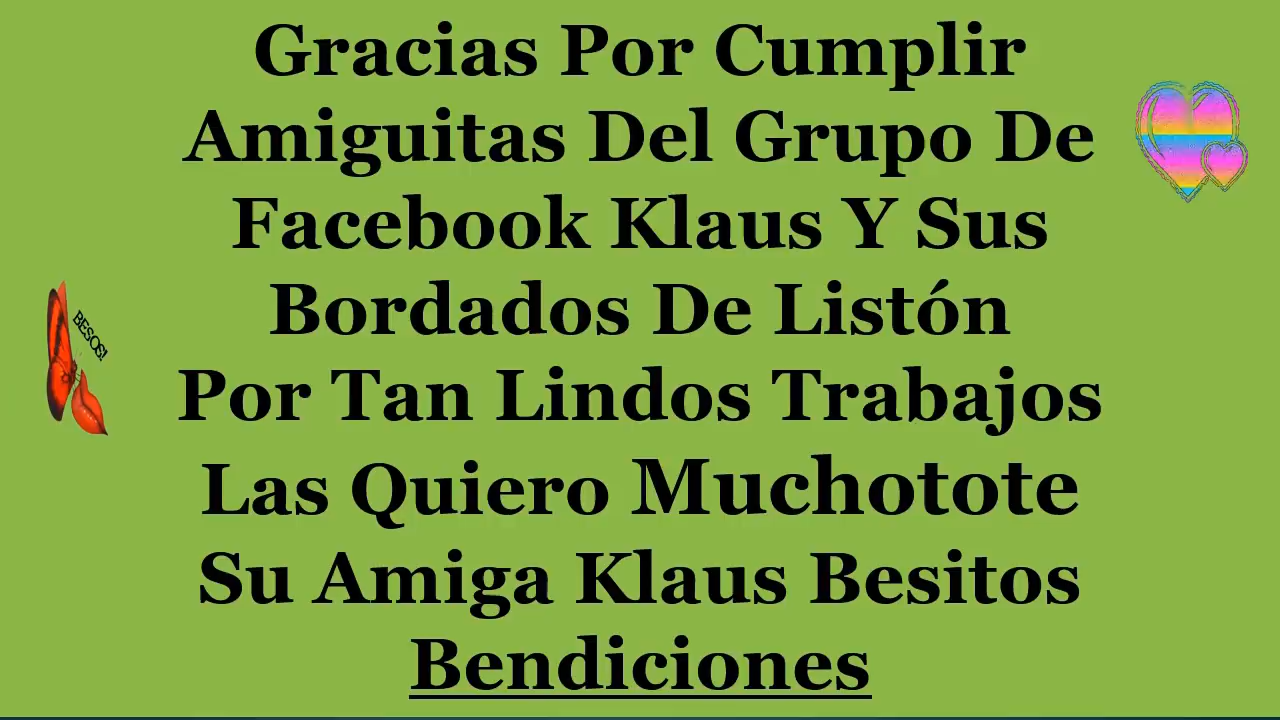 Gracias Por Cumplir
Amiguitas Del Grupo De
Facebook Klaus Y Sus
Bordados De Listón
BESOS!
Por Tan Lindos Trabajos
Las Quiero Muchotote
Su Amiga Klaus Besitos
Bendiciones